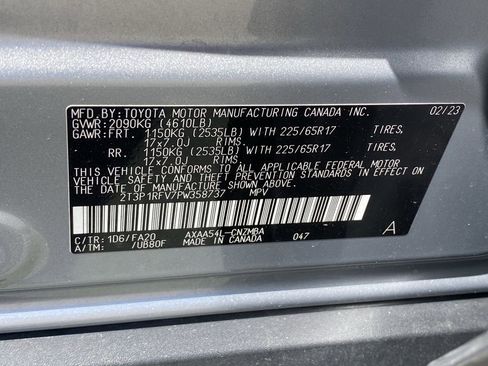 MFD.BY:TOYOTA MOTOR MANUFACTURING CANADA INC. 02/23
GVWR:2090KG (4610LB)
GAWR:FRT. 1150KG (2535LB) WITH 225/65R17 TIRES,
17x7.0J RIMS
RR. 1150KG (2535LB) WITH 225/65R17 TIRES,
17x7.0J RIMS
THIS VEHICLE CONFORMS TO ALL APPLICABLE FEDERAL MOTOR
VEHICLE SAFETY AND THEFT PREVENTION STANDARDS IN EFFECT ON
THE DATE OF MANUFACTURE SHOWN ABOVE.
2T3P1RFV7PW358737 MPV
C/TR:1D6/FA20 AXAA54L-CNZMBA 047 A
A/TM: /UB80F MADE IN CANADA